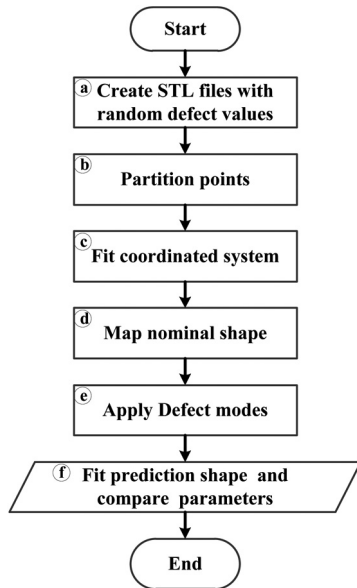 Start
a Create STL files with
random defect values
b
Partition points
c
Fit coordinated system
d
Map nominal shape
e
Apply Defect modes
f Fit prediction shape and
compare parameters
End